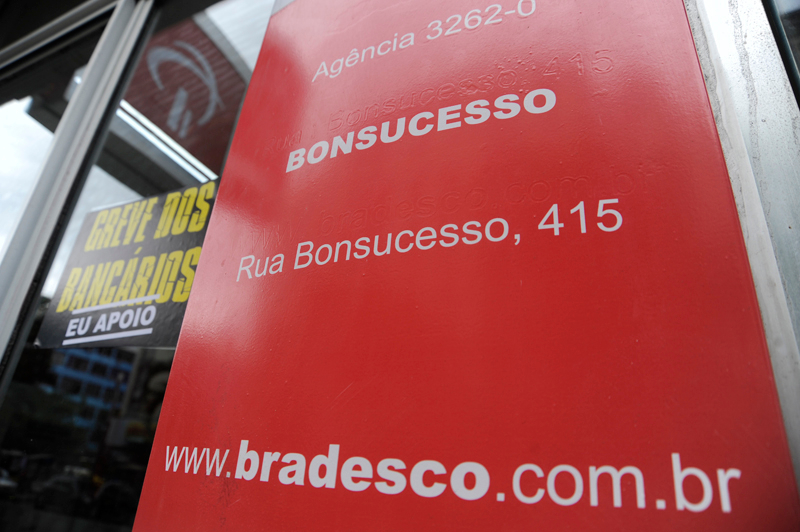 Agência 3262-0
BONSUCESSO
Rua Bonsucesso, 415
www.bradesco.com.br
GREVE DOS
BANCÁRIOS
EU APOIO